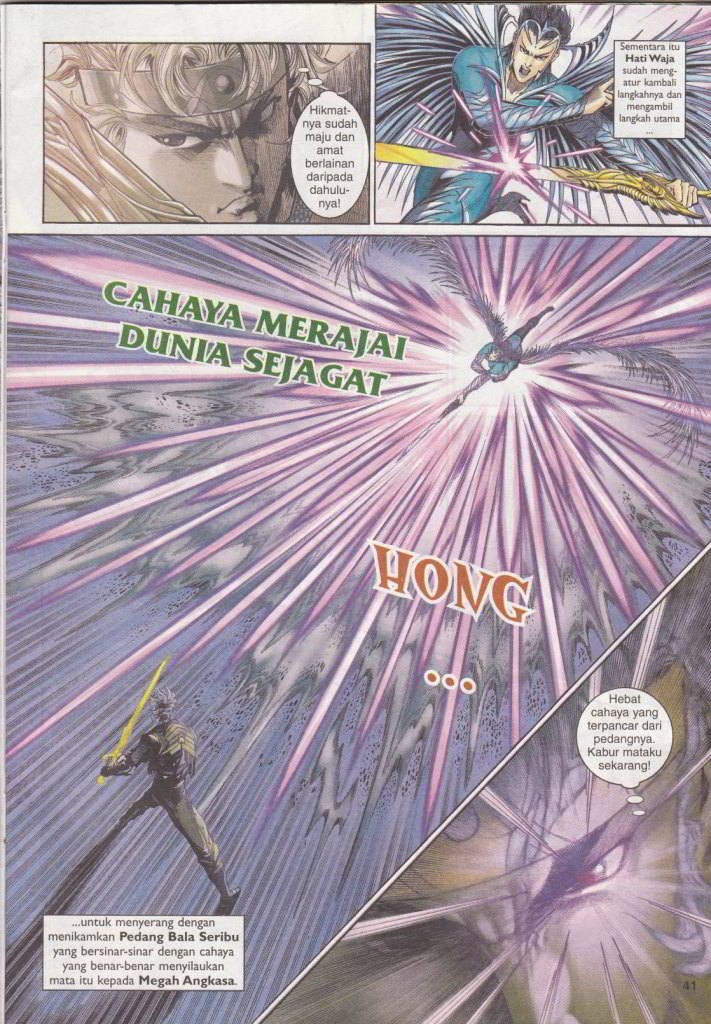 Hikmat-
nya sudah
maju dan
amat
berlainan
daripada
dahulu-
nya!
Sementara itu
Hati Waja
sudah meng-
atur kambali
langkahnya dan
mengambil
langkah utama
...
CAHAYA MERAJAI
DUNIA SEJAGAT
HONG
...
Hebat
cahaya yang
terpancar dari
pedangnya.
Kabur mataku
sekarang!
...untuk menyerang dengan
menikamkan Pedang Bala Seribu
yang bersinar-sinar dengan cahaya
yang benar-benar menyilaukan
mata itu kepada Megah Angkasa.
41